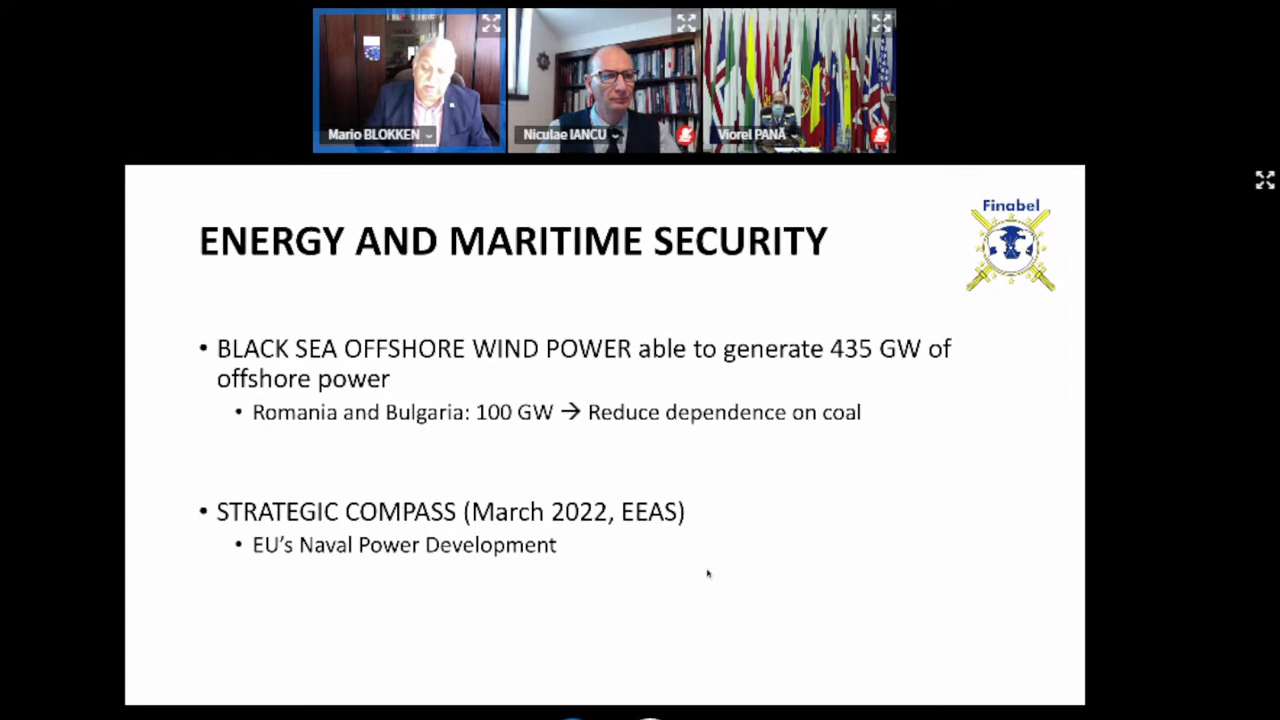 Mario BLOKKEN
Niculae IANCU
Viorel PANĂ
Finabel
ENERGY AND MARITIME SECURITY
• BLACK SEA OFFSHORE WIND POWER able to generate 435 GW of
offshore power
• Romania and Bulgaria: 100 GW → Reduce dependence on coal
• STRATEGIC COMPASS (March 2022, EEAS)
• EU's Naval Power Development